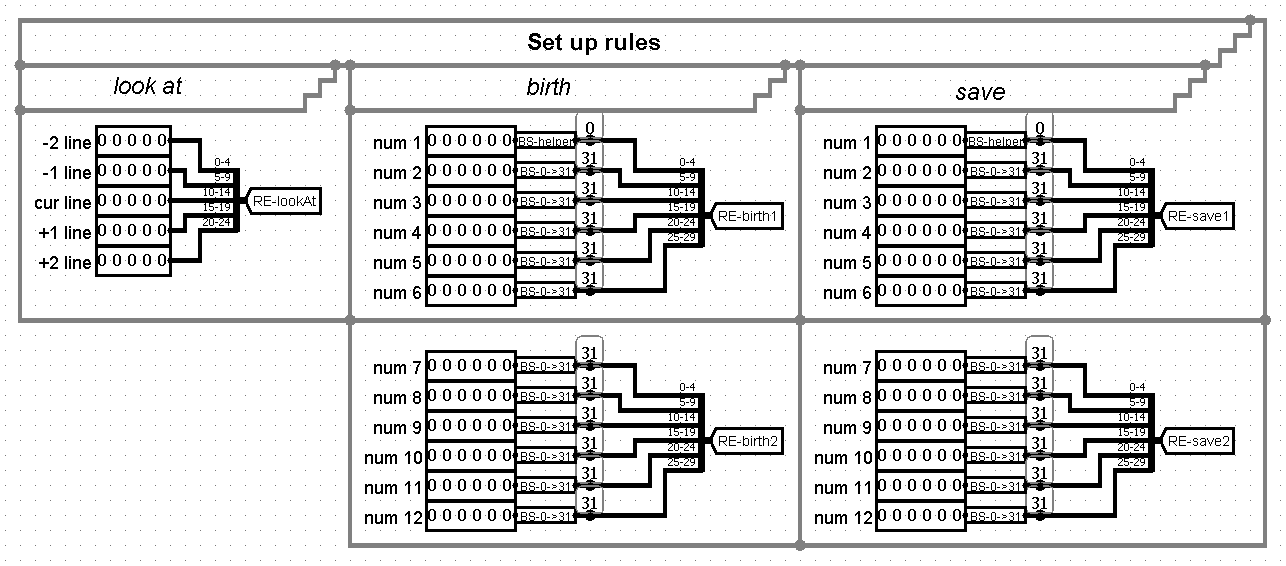 Set up rules
look at
birth
save
-2 line 0 0 0 0 0
-1 line 0 0 0 0 0
cur line 0 0 0 0 0
+1 line 0 0 0 0 0
+2 line 0 0 0 0 0
0-4
5-9
10-14
15-19
20-24
RE-lookAt
num 1 0 0 0 0 0 0 BS-helper 0
num 2 0 0 0 0 0 0 BS-0->31 31
num 3 0 0 0 0 0 0 BS-0->31 31
num 4 0 0 0 0 0 0 BS-0->31 31
num 5 0 0 0 0 0 0 BS-0->31 31
num 6 0 0 0 0 0 0 BS-0->31 31
0-4
5-9
10-14
15-19
20-24
25-29
RE-birth1
num 1 0 0 0 0 0 0 BS-helper 0
num 2 0 0 0 0 0 0 BS-0->31 31
num 3 0 0 0 0 0 0 BS-0->31 31
num 4 0 0 0 0 0 0 BS-0->31 31
num 5 0 0 0 0 0 0 BS-0->31 31
num 6 0 0 0 0 0 0 BS-0->31 31
0-4
5-9
10-14
15-19
20-24
25-29
RE-save1
num 7 0 0 0 0 0 0 BS-0->31 31
num 8 0 0 0 0 0 0 BS-0->31 31
num 9 0 0 0 0 0 0 BS-0->31 31
num 10 0 0 0 0 0 0 BS-0->31 31
num 11 0 0 0 0 0 0 BS-0->31 31
num 12 0 0 0 0 0 0 BS-0->31 31
0-4
5-9
10-14
15-19
20-24
25-29
RE-birth2
num 7 0 0 0 0 0 0 BS-0->31 31
num 8 0 0 0 0 0 0 BS-0->31 31
num 9 0 0 0 0 0 0 BS-0->31 31
num 10 0 0 0 0 0 0 BS-0->31 31
num 11 0 0 0 0 0 0 BS-0->31 31
num 12 0 0 0 0 0 0 BS-0->31 31
0-4
5-9
10-14
15-19
20-24
25-29
RE-save2